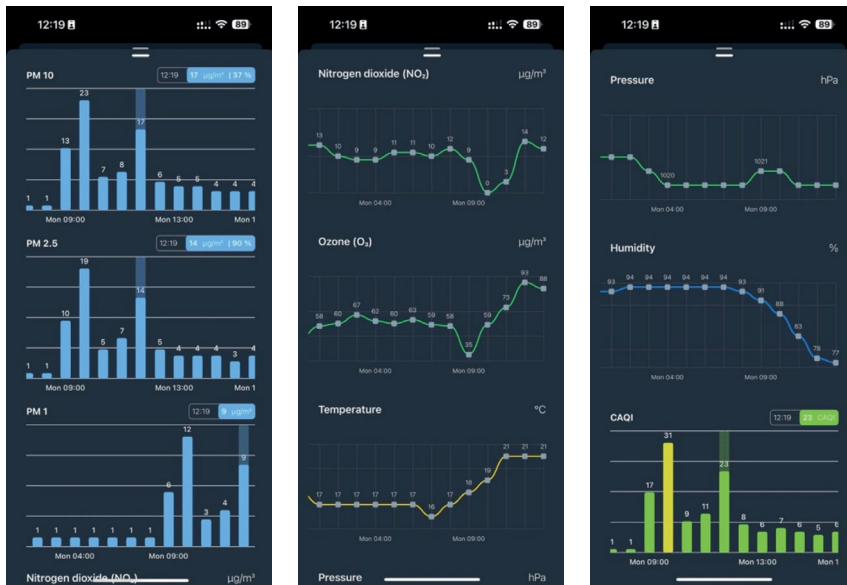 12:19
89
PM 10
12:19 17 µg/m³ | 37 %
23
17
13
8
7
6
5
5
4
4
4
1
1
Mon 09:00 Mon 13:00 Mon 1
PM 2.5
12:19 14 µg/m³ | 90 %
19
14
10
7
5
5
4
4
4
3
4
1
1
Mon 09:00 Mon 13:00 Mon 1
PM 1
12:19 9 µg/m³
12
9
6
4
3
1 1 1 1 1 1 1
Mon 04:00 Mon 09:00
Nitrogen dioxide (NO₂) µg/m³
12:19
89
Nitrogen dioxide (NO₂) µg/m³
13 10 9 9 11 11 10 12 9 0 3 14 12
Mon 04:00 Mon 09:00
Ozone (O₃) µg/m³
58 60 67 62 60 63 59 58 35 59 73 93 88
Mon 04:00 Mon 09:00
Temperature °C
17 17 17 17 17 17 16 17 18 19 21 21 21
Mon 04:00 Mon 09:00
Pressure hPa
12:19
89
Pressure hPa
1020 1021
Mon 04:00 Mon 09:00
Humidity %
93 94 94 94 94 94 94 93 91 88 83 78 77
Mon 04:00 Mon 09:00
CAQI
12:19 23 CAQI
31
23
17
11
9
8
6
7
6
5
6
1
1
Mon 09:00 Mon 13:00 Mon 1